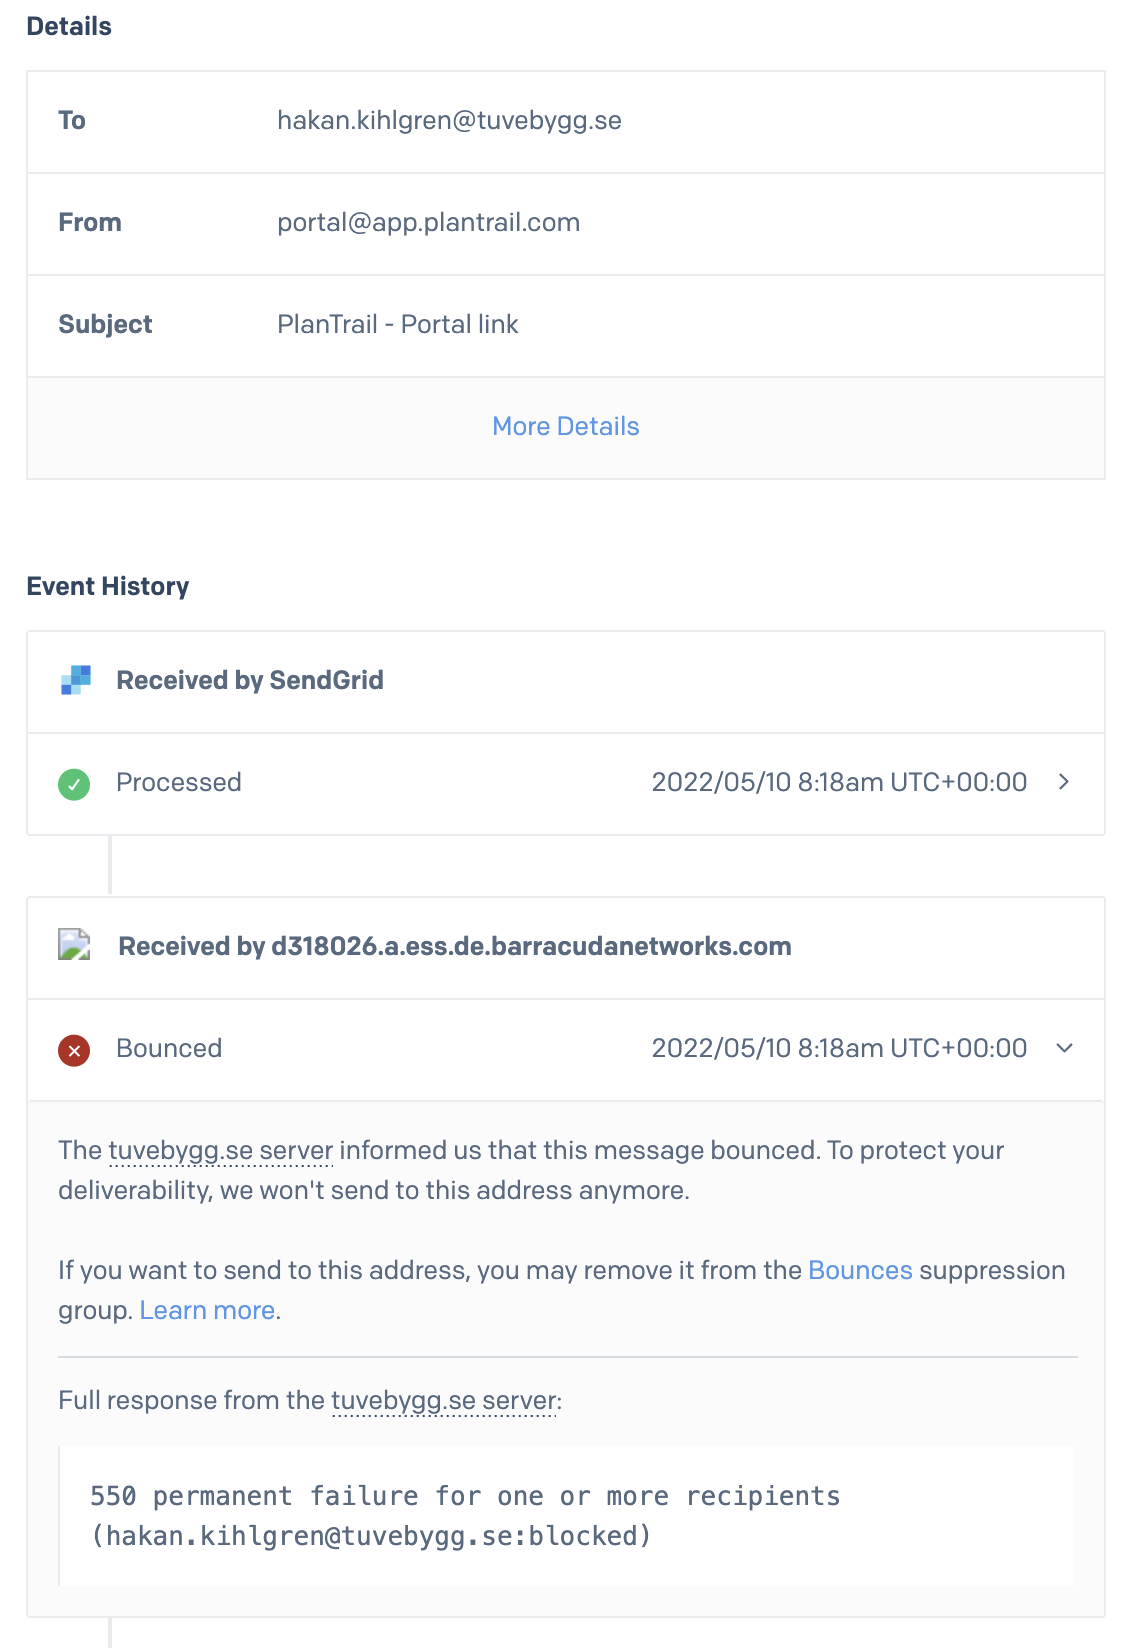 Details
To hakan.kihlgren@tuvebygg.se
From portal@app.plantrail.com
Subject PlanTrail - Portal link
More Details
Event History
Received by SendGrid
Processed 2022/05/10 8:18am UTC+00:00
Received by d318026.a.ess.de.barracudanetworks.com
Bounced 2022/05/10 8:18am UTC+00:00
The tuvebygg.se server informed us that this message bounced. To protect your
deliverability, we won't send to this address anymore.
If you want to send to this address, you may remove it from the Bounces suppression
group. Learn more.
Full response from the tuvebygg.se server:
550 permanent failure for one or more recipients
(hakan.kihlgren@tuvebygg.se:blocked)